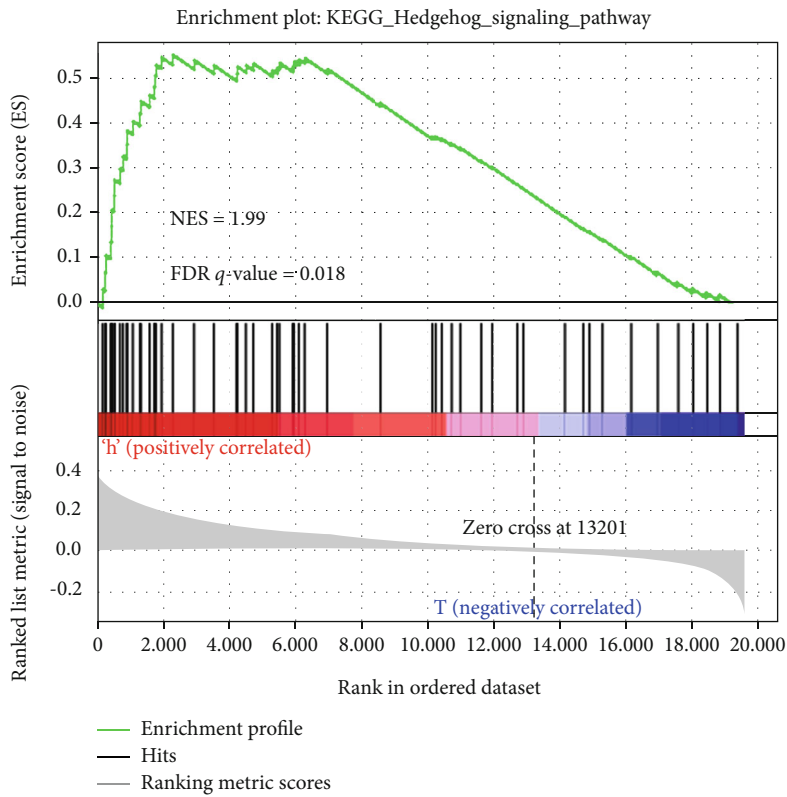 Enrichment plot: KEGG_Hedgehog_signaling_pathway
Enrichment score (ES)
0.5
0.4
0.3
0.2
0.1
0.0
NES = 1.99
FDR q-value = 0.018
'h' (positively correlated)
Ranked list metric (signal to noise)
0.4
0.2
0.0
-0.2
Zero cross at 13201
T (negatively correlated)
0 2.000 4.000 6.000 8.000 10.000 12.000 14.000 16.000 18.000 20.000
Rank in ordered dataset
Enrichment profile
Hits
Ranking metric scores